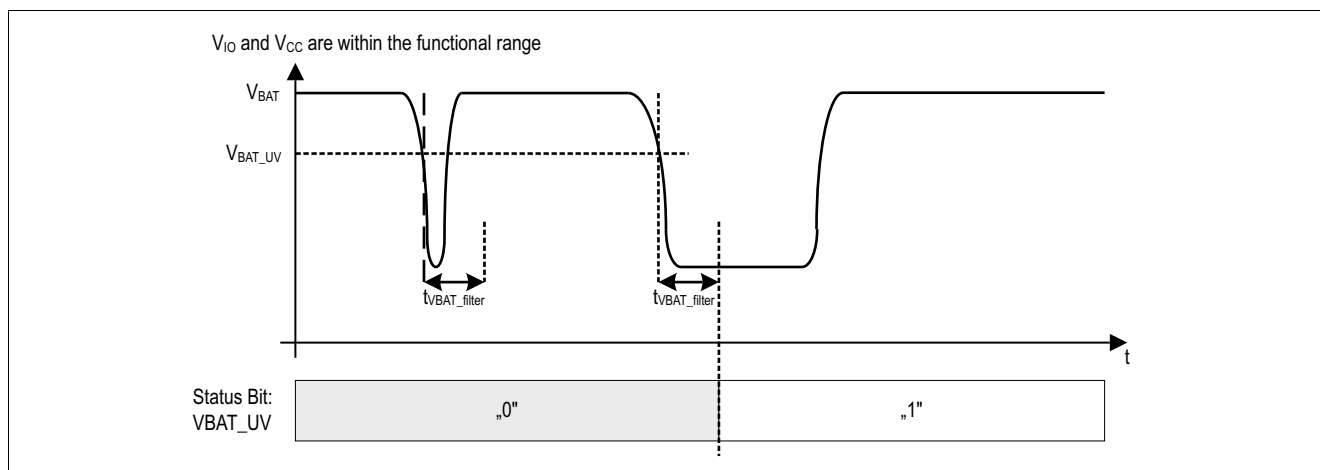 VIO and VCC are within the functional range
VBAT
VBAT_UV
tVBAT_filter tVBAT_filter
t
Status Bit:
VBAT_UV
„0" „1"